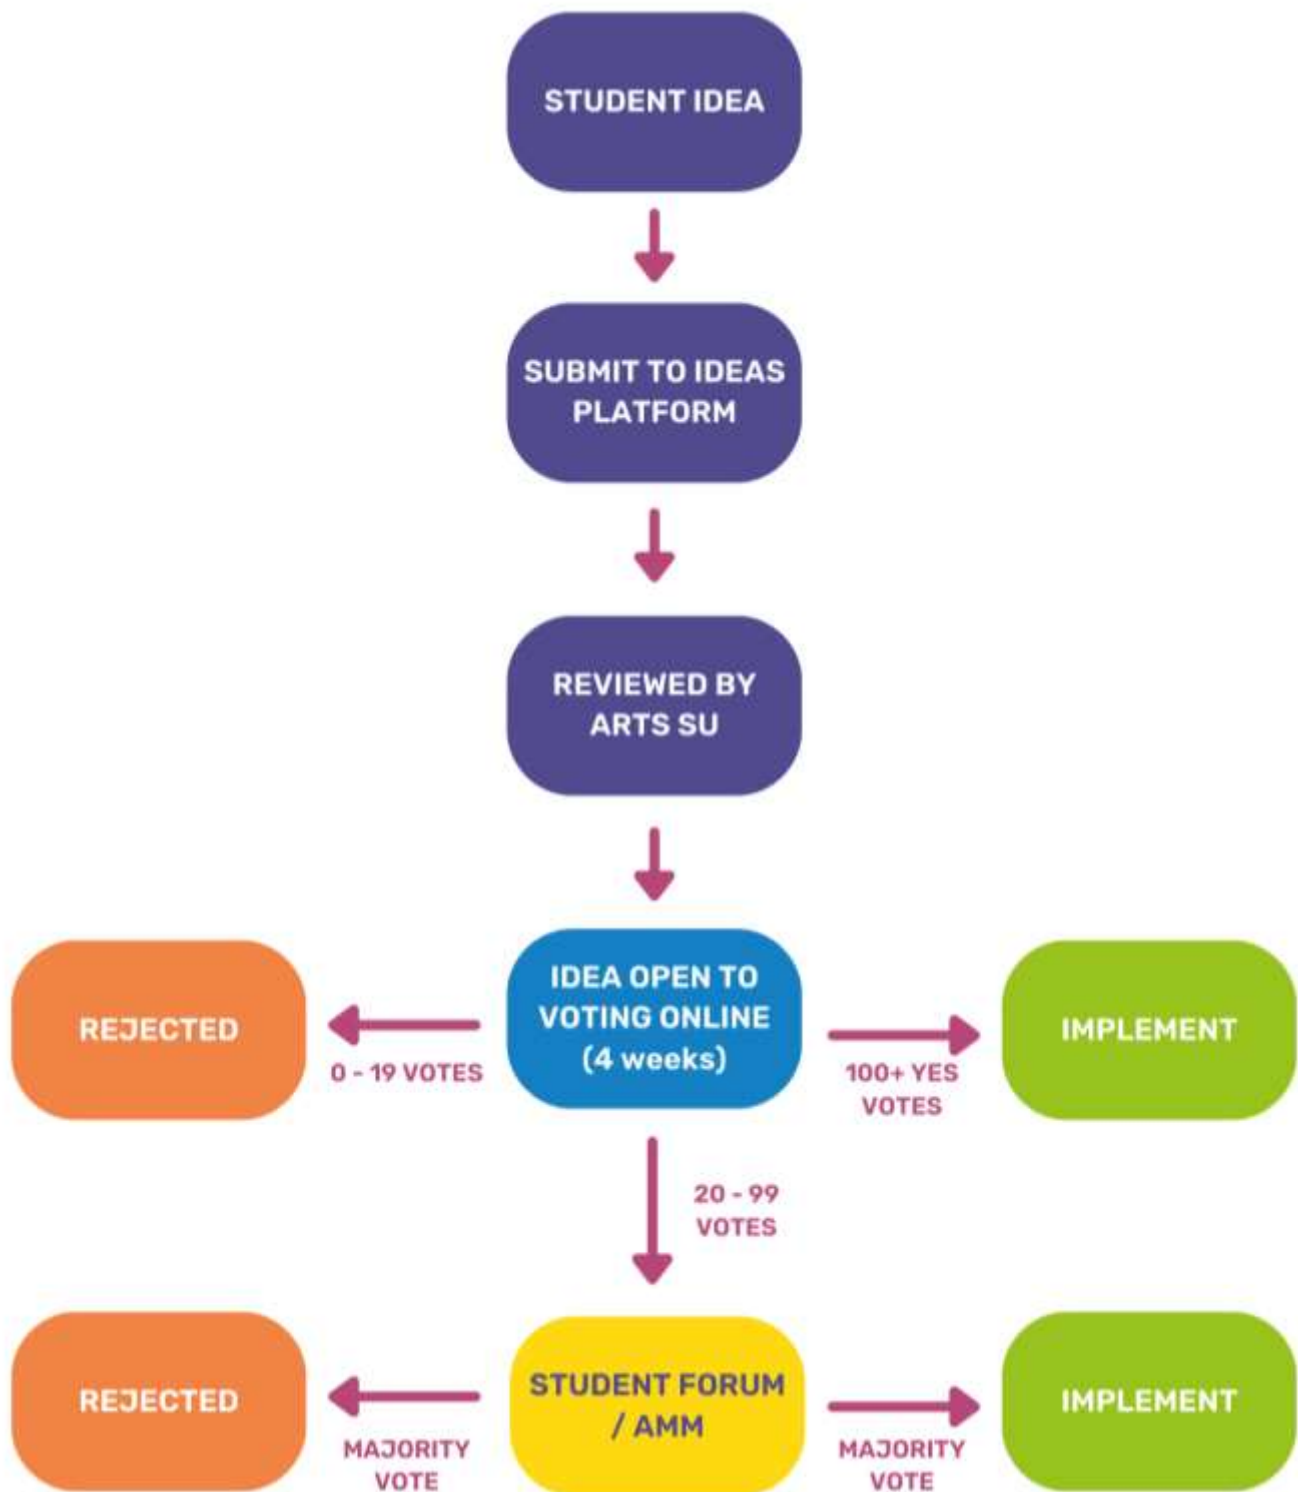 STUDENT IDEA
SUBMIT TO IDEAS
PLATFORM
REVIEWED BY
ARTS SU
REJECTED
0 - 19 VOTES
IDEA OPEN TO
VOTING ONLINE
(4 weeks)
100+ YES
VOTES
IMPLEMENT
20 - 99
VOTES
REJECTED
MAJORITY
VOTE
STUDENT FORUM
/ AMM
MAJORITY
VOTE
IMPLEMENT